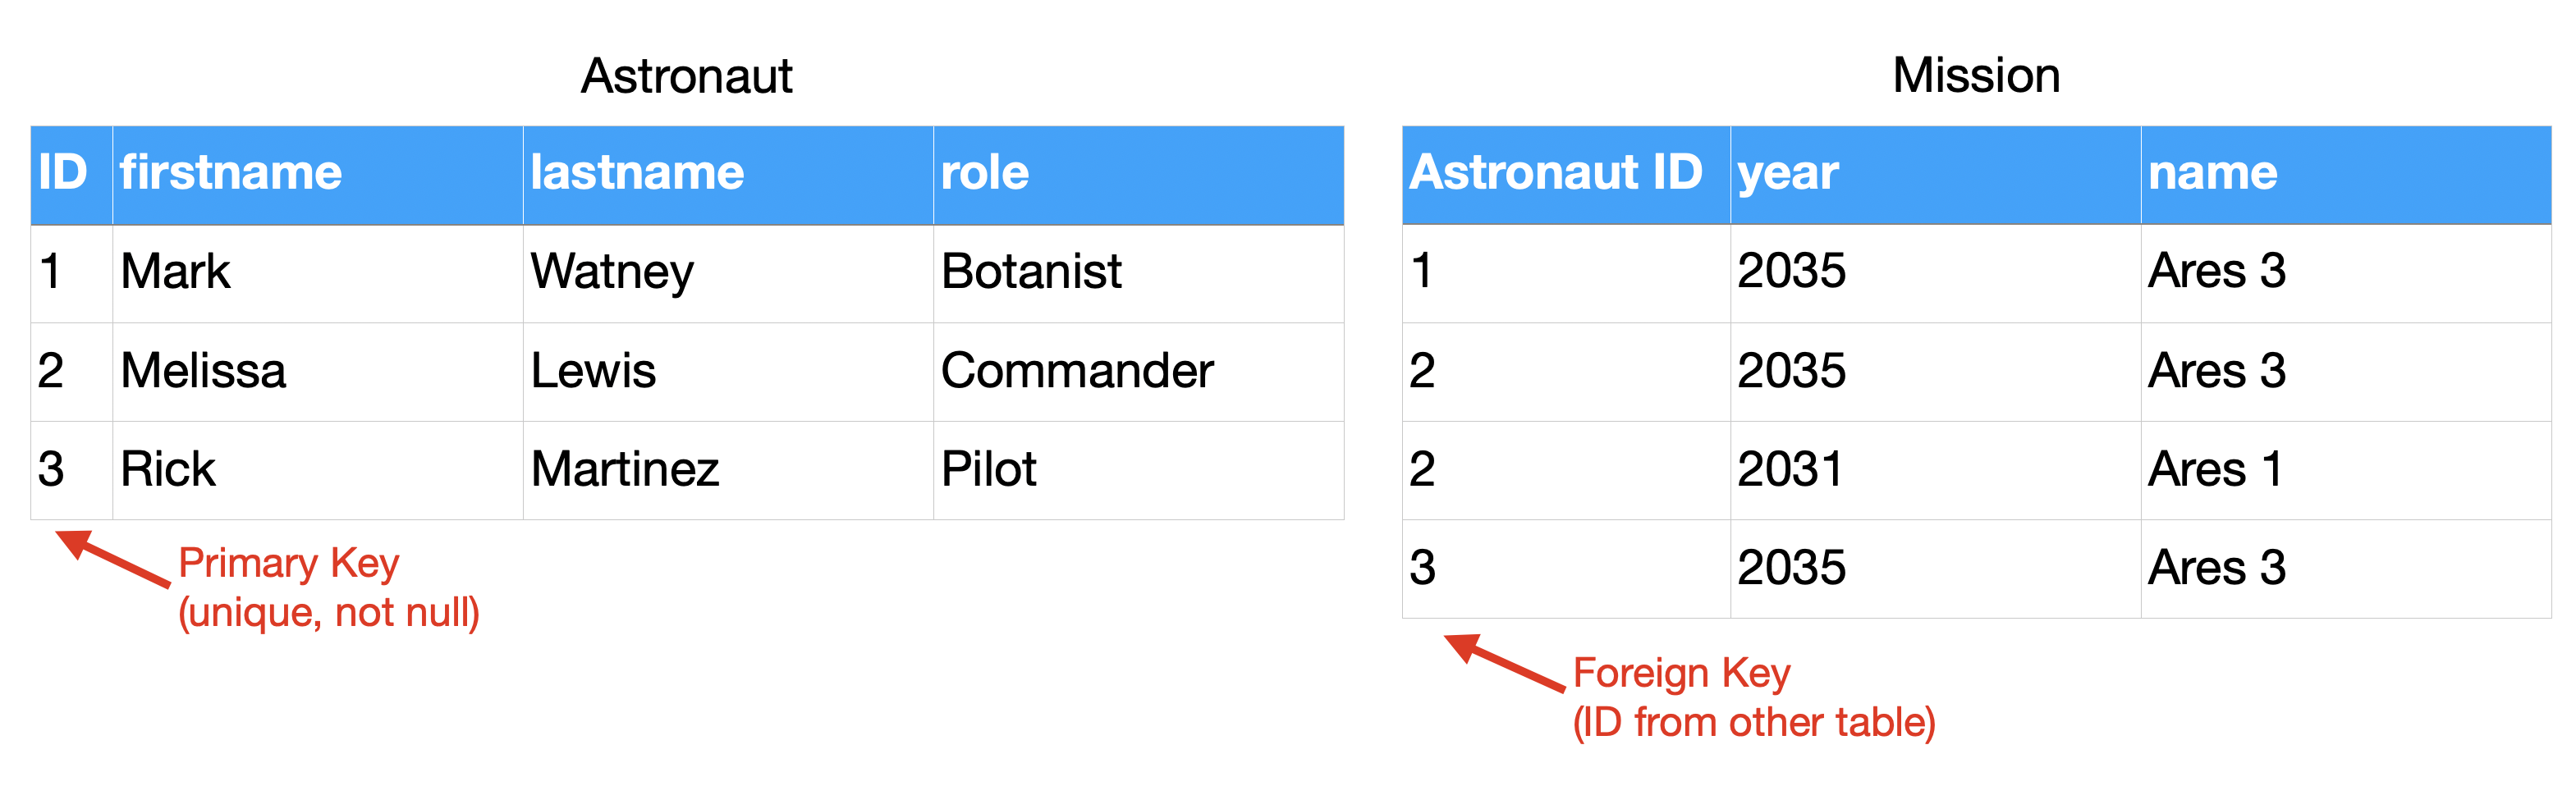 Astronaut
ID firstname lastname role
1 Mark Watney Botanist
2 Melissa Lewis Commander
3 Rick Martinez Pilot
Primary Key
(unique, not null)
Mission
Astronaut ID year name
1 2035 Ares 3
2 2035 Ares 3
2 2031 Ares 1
3 2035 Ares 3
Foreign Key
(ID from other table)